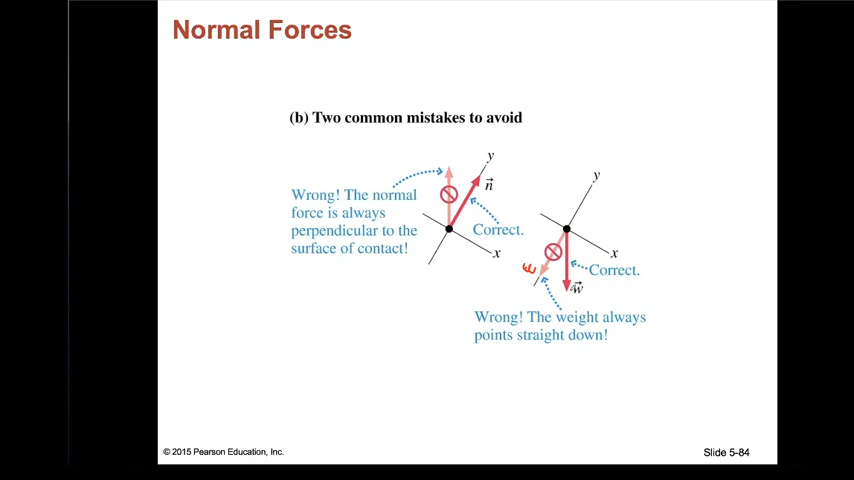 Normal Forces
(b) Two common mistakes to avoid
y
n
Wrong! The normal
force is always
perpendicular to the
surface of contact!
Correct.
x
y
x
Correct.
w
Wrong! The weight always
points straight down!
© 2015 Pearson Education, Inc.
Slide 5-84